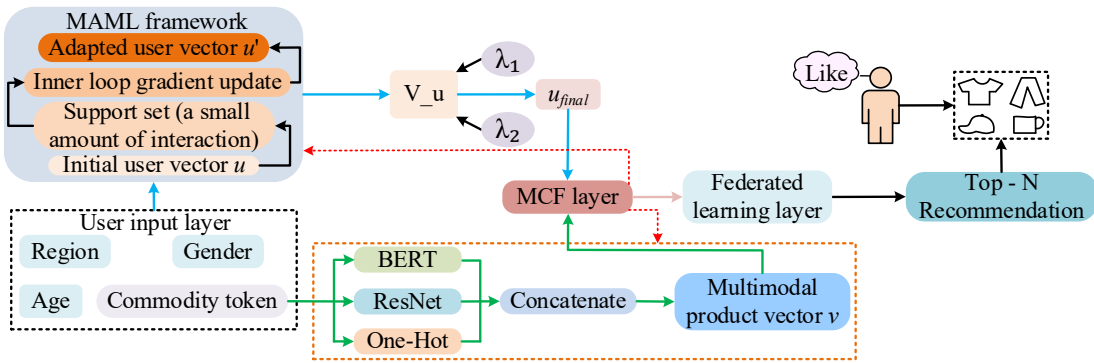 MAML framework
Adapted user vector u'
Inner loop gradient update
Support set (a small
amount of interaction)
Initial user vector u
V_u
λ1
λ2
u_final
Like
MCF layer
Federated
learning layer
Top - N
Recommendation
User input layer
Region
Gender
Age
Commodity token
BERT
ResNet
One-Hot
Concatenate
Multimodal
product vector v